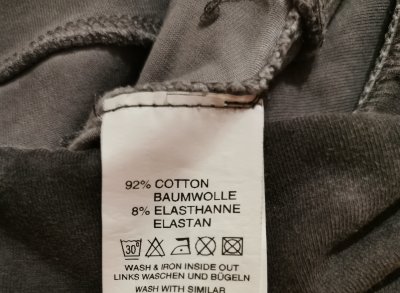 92% COTTON
BAUMWOLLE
8% ELASTHANNE
ELASTAN
30°
WASH & IRON INSIDE OUT
LINKS WASCHEN UND BÜGELN
WASH WITH SIMILAR